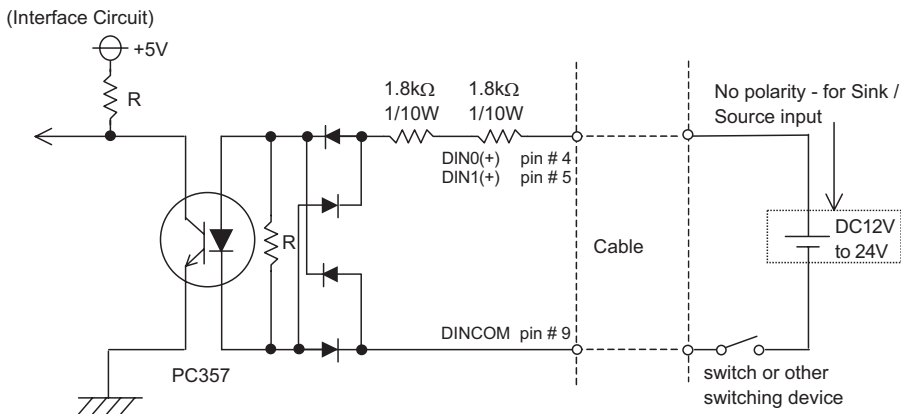 (Interface Circuit)
+5V
R
1.8kΩ
1/10W
1.8kΩ
1/10W
No polarity - for Sink /
Source input
DIN0(+) pin # 4
DIN1(+) pin # 5
R
Cable
DC12V
to 24V
DINCOM pin # 9
PC357
switch or other
switching device